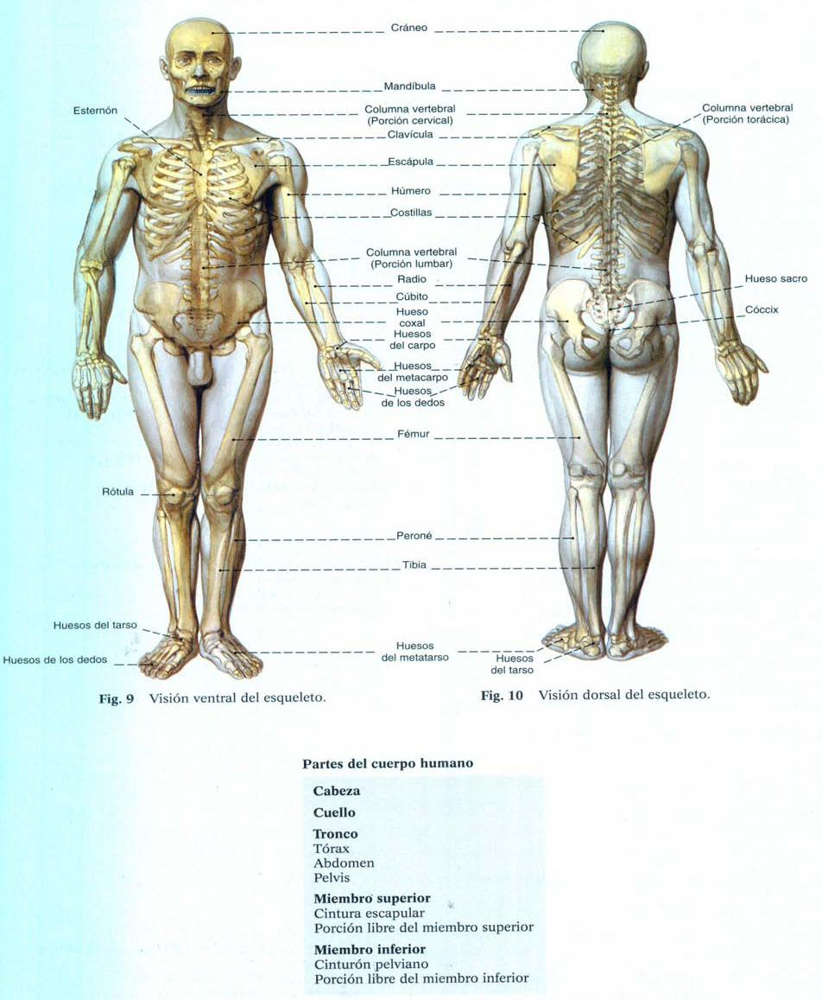 Cráneo
Mandíbula
Esternón
Columna vertebral
(Porción cervical)
Columna vertebral
(Porción torácica)
Clavícula
Escápula
Húmero
Costillas
Columna vertebral
(Porción lumbar)
Radio
Hueso sacro
Cúbito
Hueso
coxal
Cóccix
Huesos
del carpo
Huesos
del metacarpo
Huesos
de los dedos
Fémur
Rótula
Peroné
Tibia
Huesos del tarso
Huesos de los dedos
Huesos
del metatarso
Huesos
del tarso
Fig. 9 Visión ventral del esqueleto.
Fig. 10 Visión dorsal del esqueleto.
Partes del cuerpo humano
Cabeza
Cuello
Tronco
Tórax
Abdomen
Pelvis
Miembro superior
Cintura escapular
Porción libre del miembro superior
Miembro inferior
Cinturón pelviano
Porción libre del miembro inferior